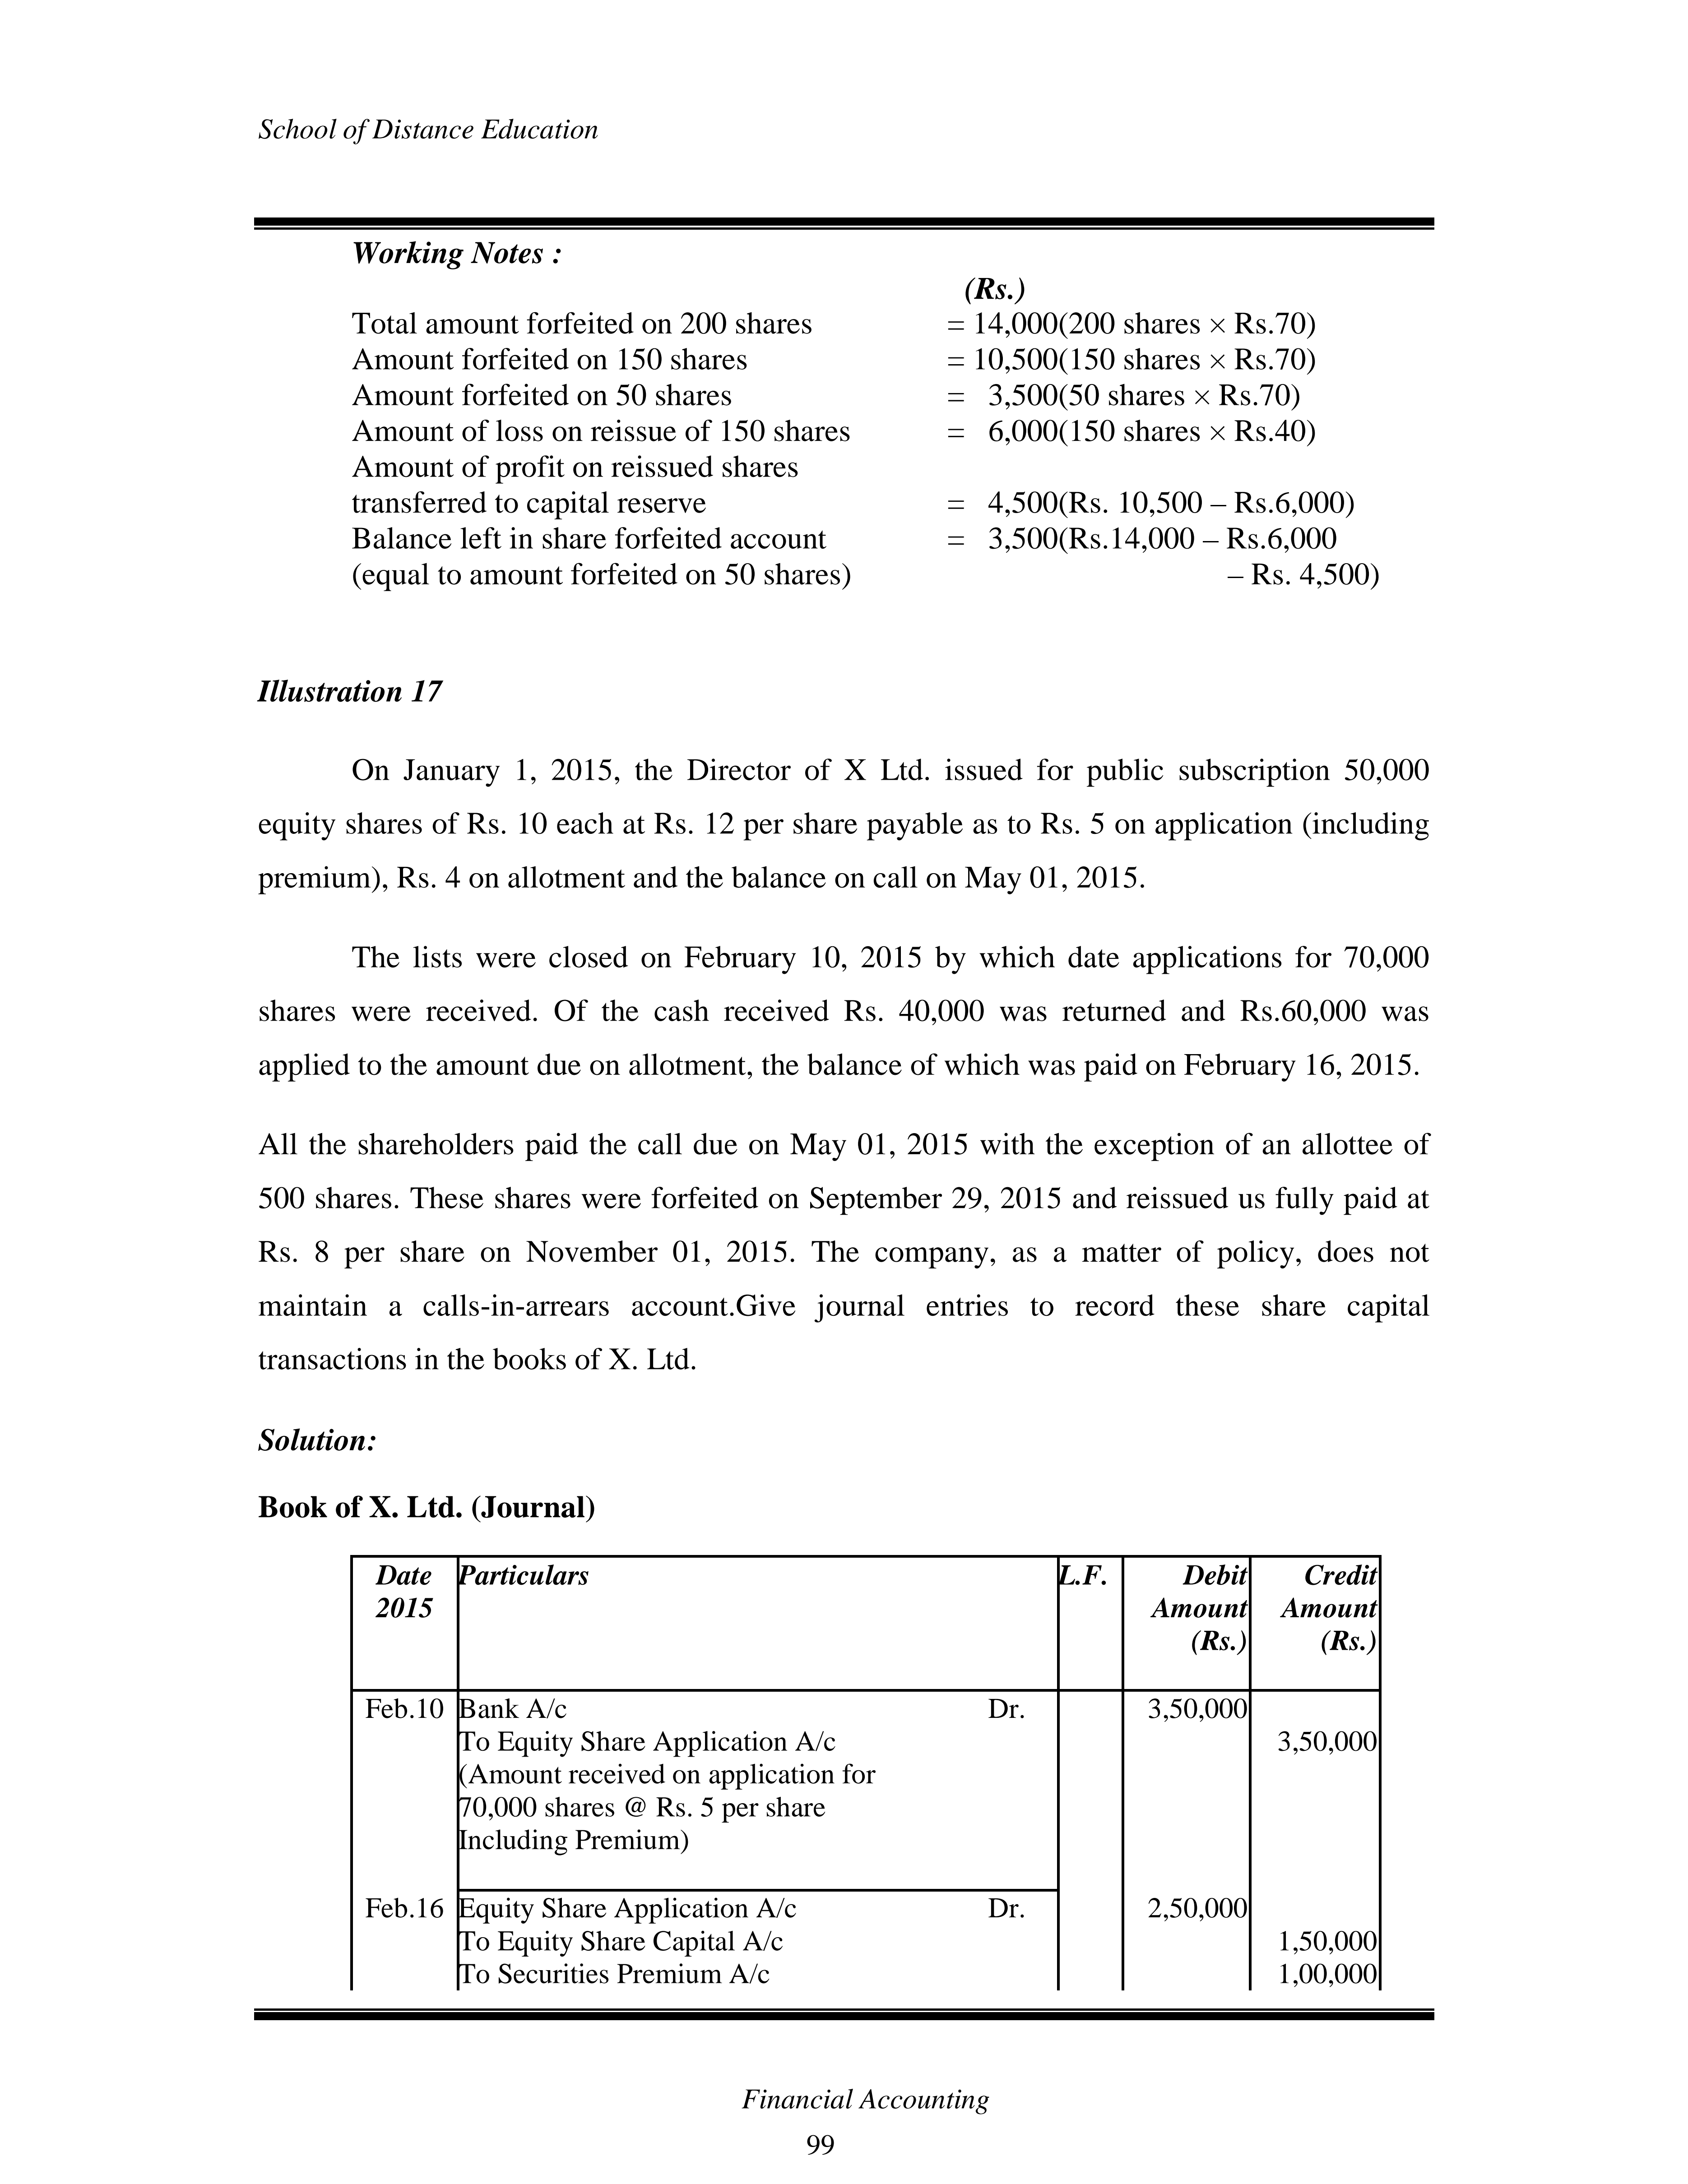 School of Distance Education
Working Notes :
(Rs.)
Total amount forfeited on 200 shares = 14,000(200 shares × Rs.70)
Amount forfeited on 150 shares = 10,500(150 shares × Rs.70)
Amount forfeited on 50 shares = 3,500(50 shares × Rs.70)
Amount of loss on reissue of 150 shares = 6,000(150 shares × Rs.40)
Amount of profit on reissued shares
transferred to capital reserve = 4,500(Rs. 10,500 – Rs.6,000)
Balance left in share forfeited account = 3,500(Rs.14,000 – Rs.6,000
(equal to amount forfeited on 50 shares) – Rs. 4,500)
Illustration 17
On January 1, 2015, the Director of X Ltd. issued for public subscription 50,000
equity shares of Rs. 10 each at Rs. 12 per share payable as to Rs. 5 on application (including
premium), Rs. 4 on allotment and the balance on call on May 01, 2015.
The lists were closed on February 10, 2015 by which date applications for 70,000
shares were received. Of the cash received Rs. 40,000 was returned and Rs.60,000 was
applied to the amount due on allotment, the balance of which was paid on February 16, 2015.
All the shareholders paid the call due on May 01, 2015 with the exception of an allottee of
500 shares. These shares were forfeited on September 29, 2015 and reissued us fully paid at
Rs. 8 per share on November 01, 2015. The company, as a matter of policy, does not
maintain a calls-in-arrears account.Give journal entries to record these share capital
transactions in the books of X. Ltd.
Solution:
Book of X. Ltd. (Journal)
Date Particulars L.F. Debit Credit
2015 Amount Amount
(Rs.) (Rs.)
Feb.10 Bank A/c Dr. 3,50,000
To Equity Share Application A/c 3,50,000
(Amount received on application for
70,000 shares @ Rs. 5 per share
Including Premium)
Feb.16 Equity Share Application A/c Dr. 2,50,000
To Equity Share Capital A/c 1,50,000
To Securities Premium A/c 1,00,000
Financial Accounting
99